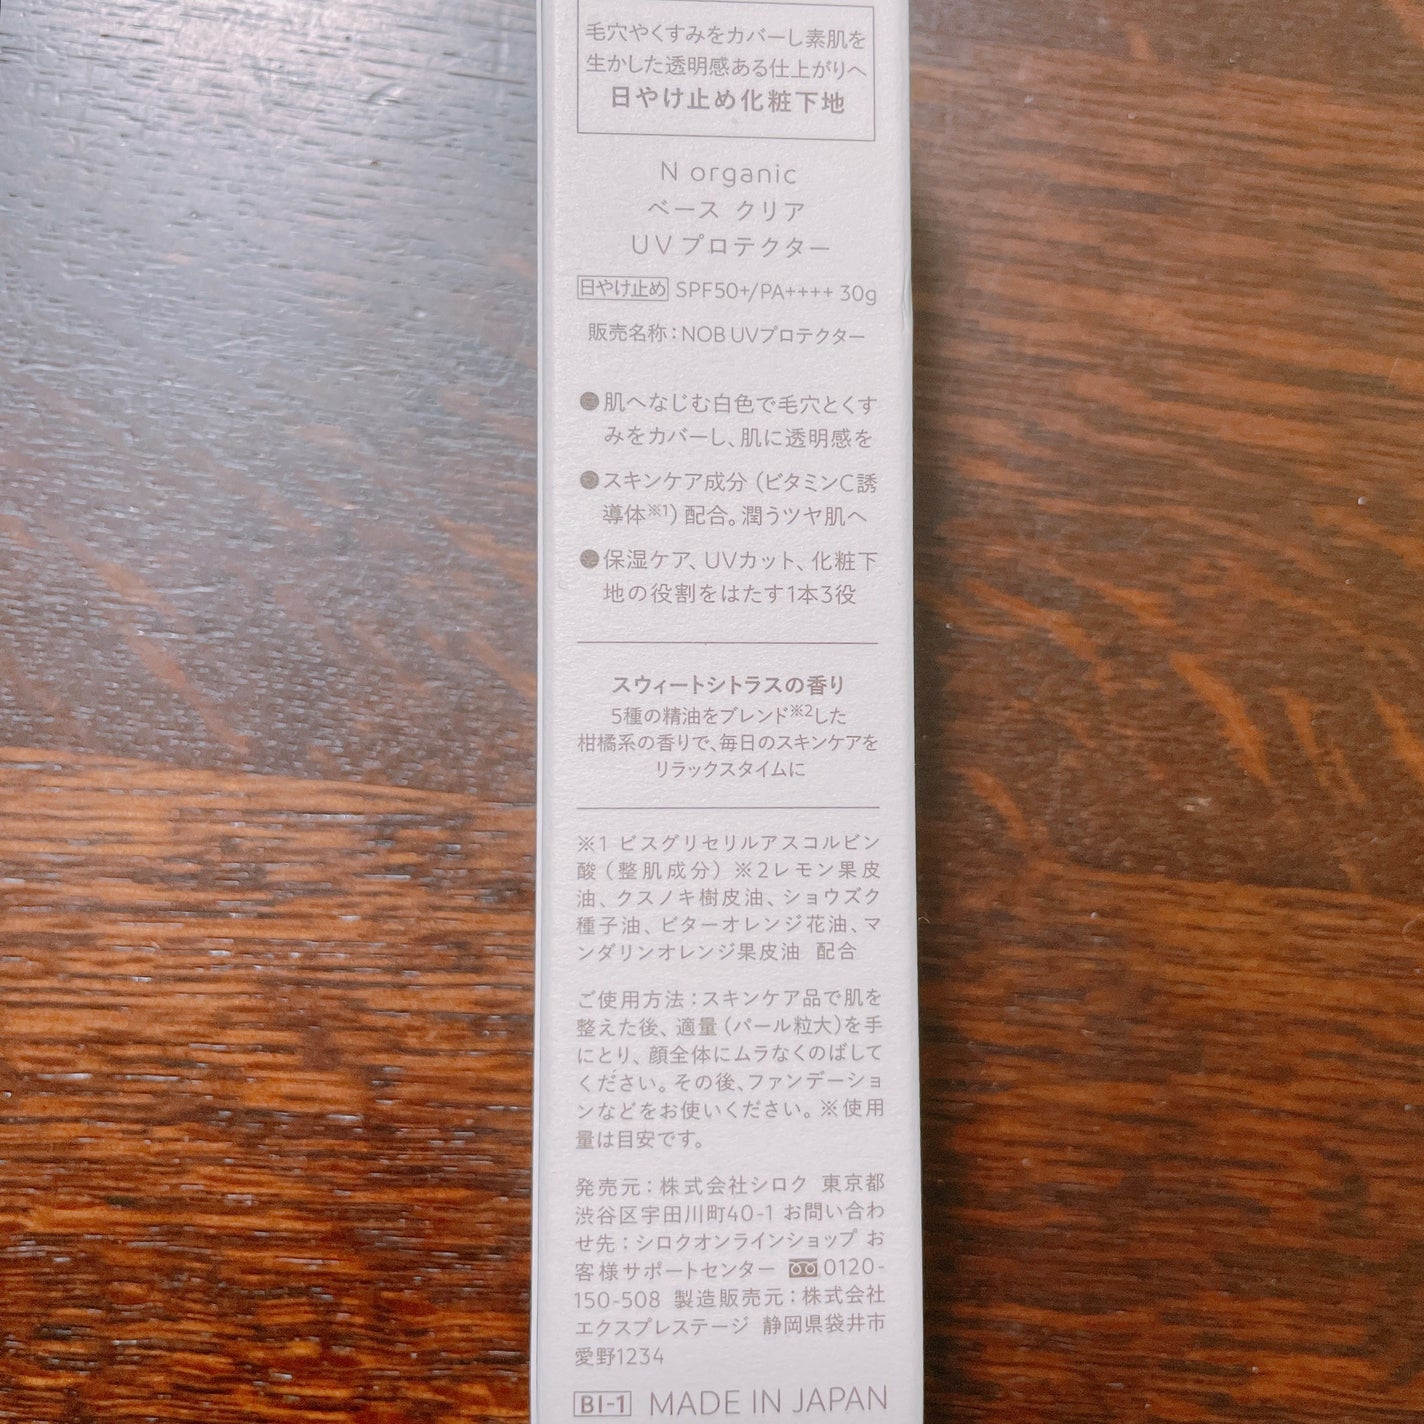 毛穴やくすみをカバーし素肌を
生かした透明感ある仕上がりへ
日やけ止め化粧下地
N organic
ベース クリア
UV プロテクター
日やけ止め SPF50+/PA++++ 30g
販売名称：NOB UVプロテクター
●肌へなじむ白色で毛穴とくす
みをカバーし、肌に透明感を
●スキンケア成分（ビタミンC誘
導体※1）配合。潤うツヤ肌へ
●保湿ケア、UVカット、化粧下
地の役割をはたす1本3役
スウィートシトラスの香り
5種の精油をブレンド※2した
柑橘系の香りで、毎日のスキンケアを
リラックスタイムに
※1 ビスグリセリルアスコルビン
酸（整肌成分）※2レモン果皮
油、クスノキ樹皮油、ショウズク
種子油、ビターオレンジ花油、マ
ンダリンオレンジ果皮油 配合
ご使用方法：スキンケア品で肌を
整えた後、適量（パール粒大）を手
にとり、顔全体にムラなくのばして
ください。その後、ファンデーショ
ンなどをお使いください。※使用
量は目安です。
発売元：株式会社シロク 東京都
渋谷区宇田川町40-1 お問い合わ
せ先：シロクオンラインショップ お
客様サポートセンター 0120-
150-508 製造販売元：株式会社
エクスプレステージ 静岡県袋井市
愛野1234
BI-1 MADE IN JAPAN